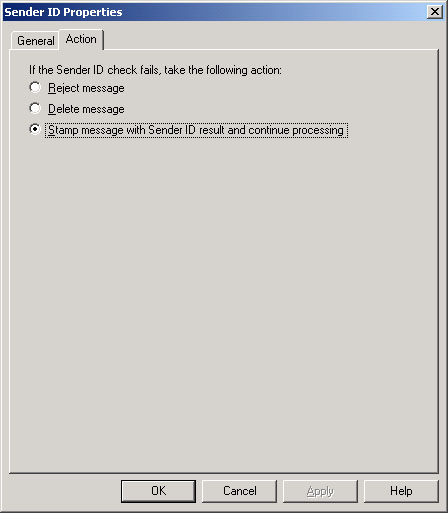 Sender ID Properties
General
Action
If the Sender ID check fails, take the following action:
Reject message
Delete message
Stamp message with Sender ID result and continue processing
OK
Cancel
Apply
Help